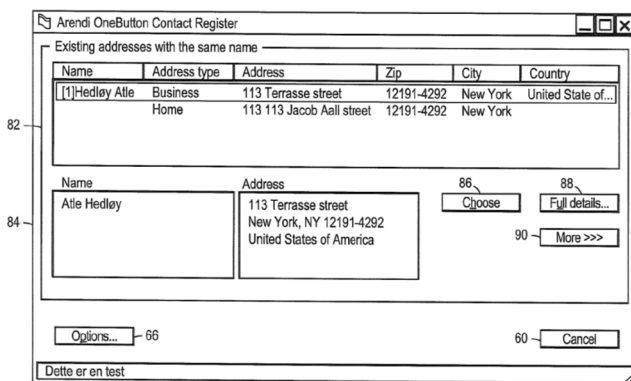 Arendi OneButton Contact Register
Existing addresses with the same name
Name Address type Address Zip City Country
[1]Hedløy Atle Business 113 Terrasse street 12191-4292 New York United State of...
Home 113 113 Jacob Aall street 12191-4292 New York
82
Name Address
86 88
Atle Hedløy 113 Terrasse street Choose Full details...
84 New York, NY 12191-4292
90 More >>>
United States of America
Options... 66 60 Cancel
Dette er en test